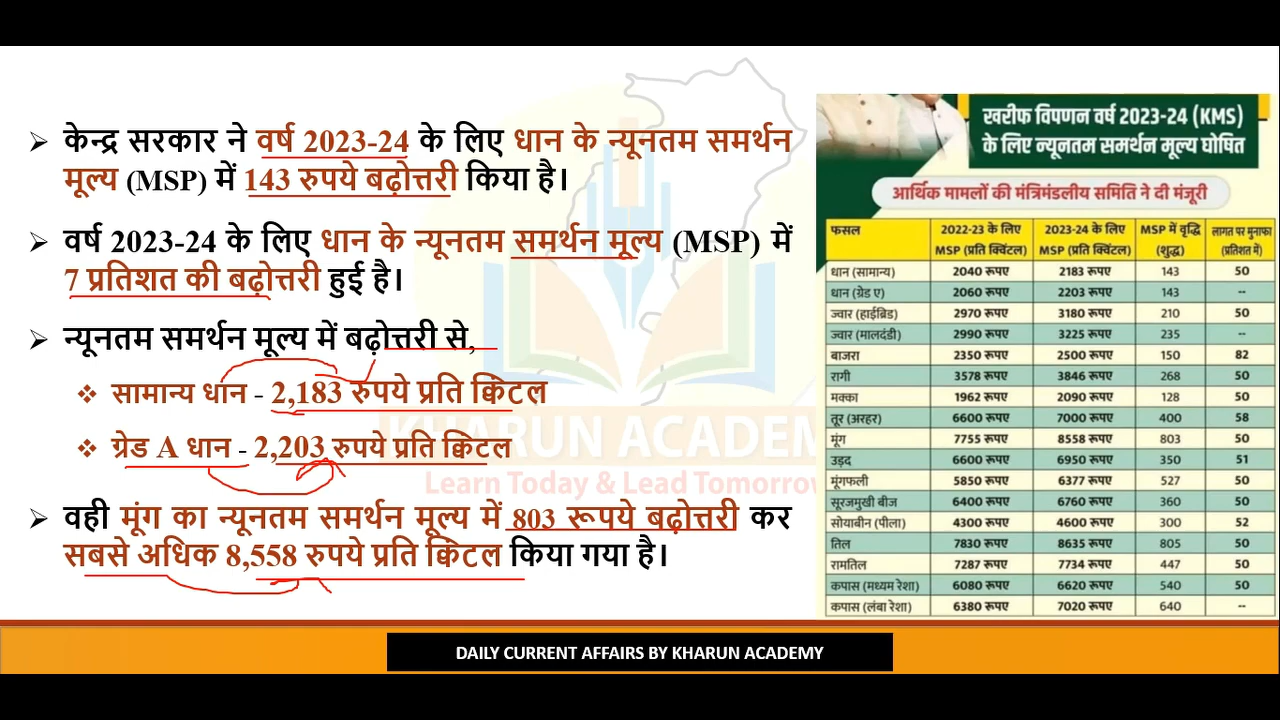 ➢ केन्द्र सरकार ने वर्ष 2023-24 के लिए धान के न्यूनतम समर्थन
मूल्य (MSP) में 143 रुपये बढ़ोत्तरी किया है।
➢ वर्ष 2023-24 के लिए धान के न्यूनतम समर्थन मूल्य (MSP) में
7 प्रतिशत की बढ़ोत्तरी हुई है।
➢ न्यूनतम समर्थन मूल्य में बढ़ोत्तरी से,
❖ सामान्य धान - 2,183 रुपये प्रति क्विटल
❖ ग्रेड A धान - 2,203 रुपये प्रति क्विटल
➢ वही मूंग का न्यूनतम समर्थन मूल्य में 803 रूपये बढ़ोत्तरी कर
सबसे अधिक 8,558 रुपये प्रति क्विटल किया गया है।
KHARUN ACADEM
Learn Today & Lead Tomorrow
खरीफ विपणन वर्ष 2023-24 (KMS)
के लिए न्यूनतम समर्थन मूल्य घोषित
आर्थिक मामलों की मंत्रिमंडलीय समिति ने दी मंजूरी
फसल 2022-23 के लिए MSP (प्रति क्विंटल) 2023-24 के लिए MSP (प्रति क्विंटल) MSP में वृद्धि (शुद्ध) लागत पर मुनाफा (प्रतिशत में)
धान (सामान्य) 2040 रूपए 2183 रूपए 143 50
धान (ग्रेड ए) 2060 रूपए 2203 रूपए 143 --
ज्वार (हाईब्रिड) 2970 रूपए 3180 रूपए 210 50
ज्वार (मालदंडी) 2990 रूपए 3225 रूपए 235 --
बाजरा 2350 रूपए 2500 रूपए 150 82
रागी 3578 रूपए 3846 रूपए 268 50
मक्का 1962 रूपए 2090 रूपए 128 50
तूर (अरहर) 6600 रूपए 7000 रूपए 400 58
मूंग 7755 रूपए 8558 रूपए 803 50
उड़द 6600 रूपए 6950 रूपए 350 51
मूंगफली 5850 रूपए 6377 रूपए 527 50
सूरजमुखी बीज 6400 रूपए 6760 रूपए 360 50
सोयाबीन (पीला) 4300 रूपए 4600 रूपए 300 52
तिल 7830 रूपए 8635 रूपए 805 50
रामतिल 7287 रूपए 7734 रूपए 447 50
कपास (मध्यम रेशा) 6080 रूपए 6620 रूपए 540 50
कपास (लंबा रेशा) 6380 रूपए 7020 रूपए 640 --
DAILY CURRENT AFFAIRS BY KHARUN ACADEMY